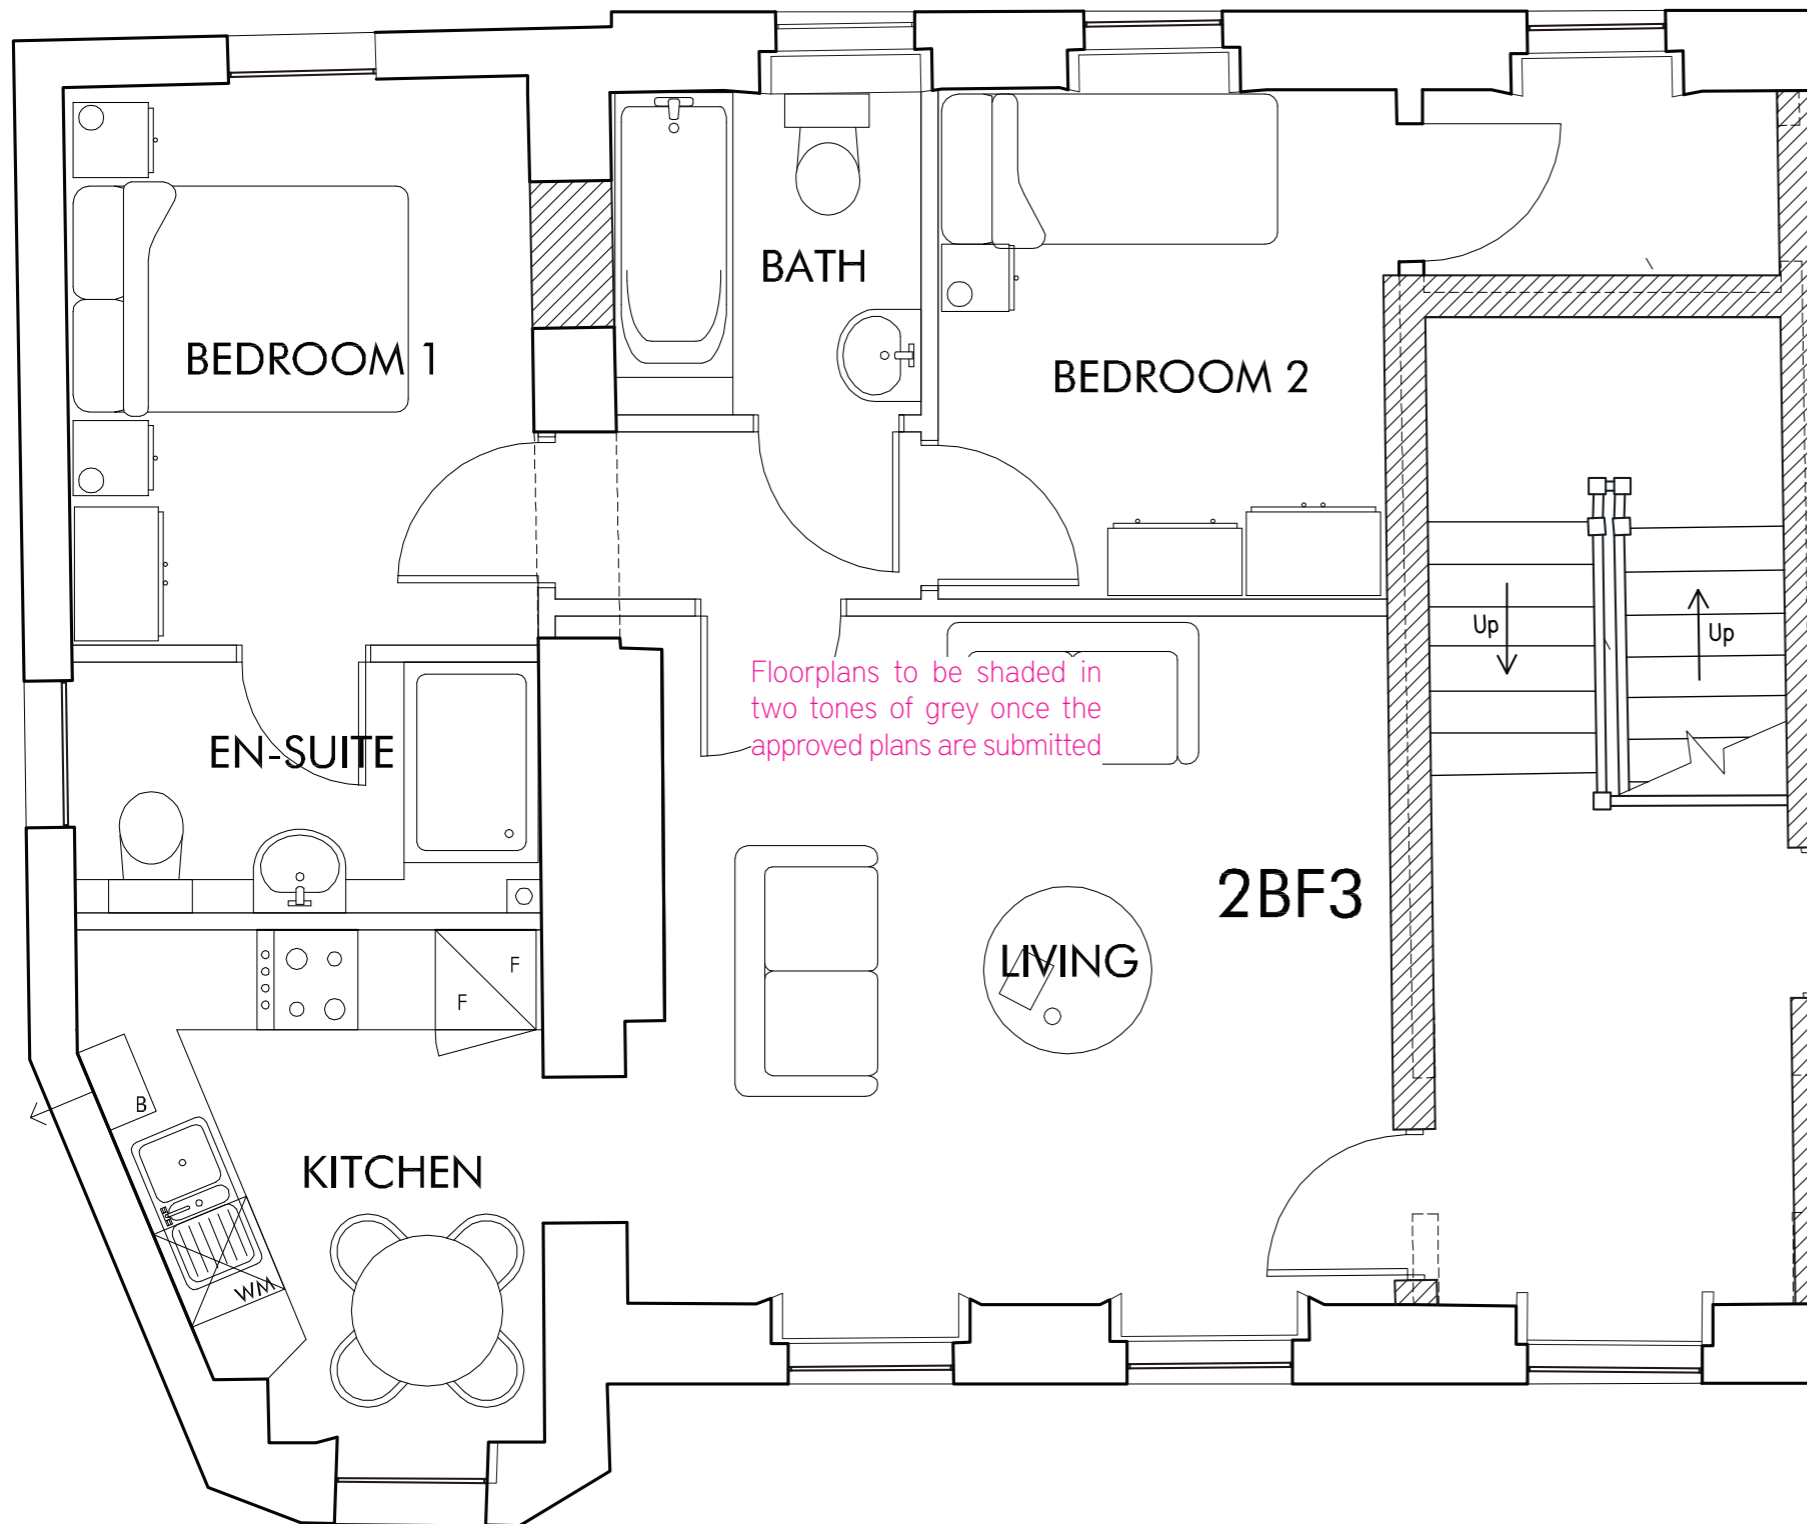 BATH
BEDROOM 1
BEDROOM 2
Up
Up
Floorplans to be shaded in
two tones of grey once the
approved plans are submitted
EN-SUITE
2BF3
LIVING
F
F
B
KITCHEN
WM